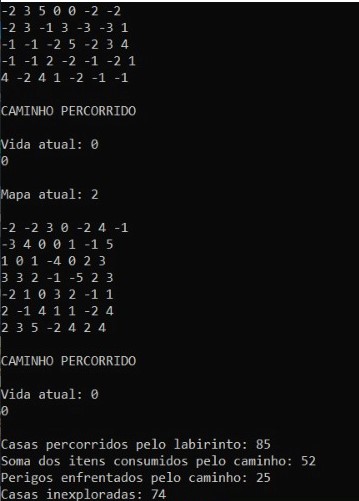 -2 3 5 0 0 -2 -2
-2 3 -1 3 -3 -3 1
-1 -1 -2 5 -2 3 4
-1 -1 2 -2 -1 -2 1
4 -2 4 1 -2 -1 -1
CAMINHO PERCORRIDO
Vida atual: 0
0
Mapa atual: 2
-2 -2 3 0 -2 4 -1
-3 4 0 0 1 -1 5
1 0 1 -4 0 2 3
3 3 2 -1 -5 2 3
-2 1 0 3 2 -1 1
2 -1 4 1 1 -2 4
2 3 5 -2 4 2 4
CAMINHO PERCORRIDO
Vida atual: 0
0
Casas percorridos pelo labirinto: 85
Soma dos itens consumidos pelo caminho: 52
Perigos enfrentados pelo caminho: 25
Casas inexploradas: 74